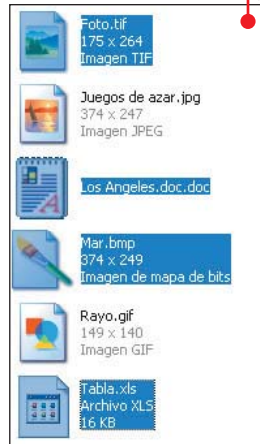 Foto.tif
175 x 264
Imagen TIF
Juegos de azar.jpg
374 x 247
Imagen JPEG
Los Angeles.doc.doc
Mar.bmp
374 x 249
Imagen de mapa de bits
Rayo.gif
149 x 140
Imagen GIF
Tabla.xls
Archivo XLS
16 KB